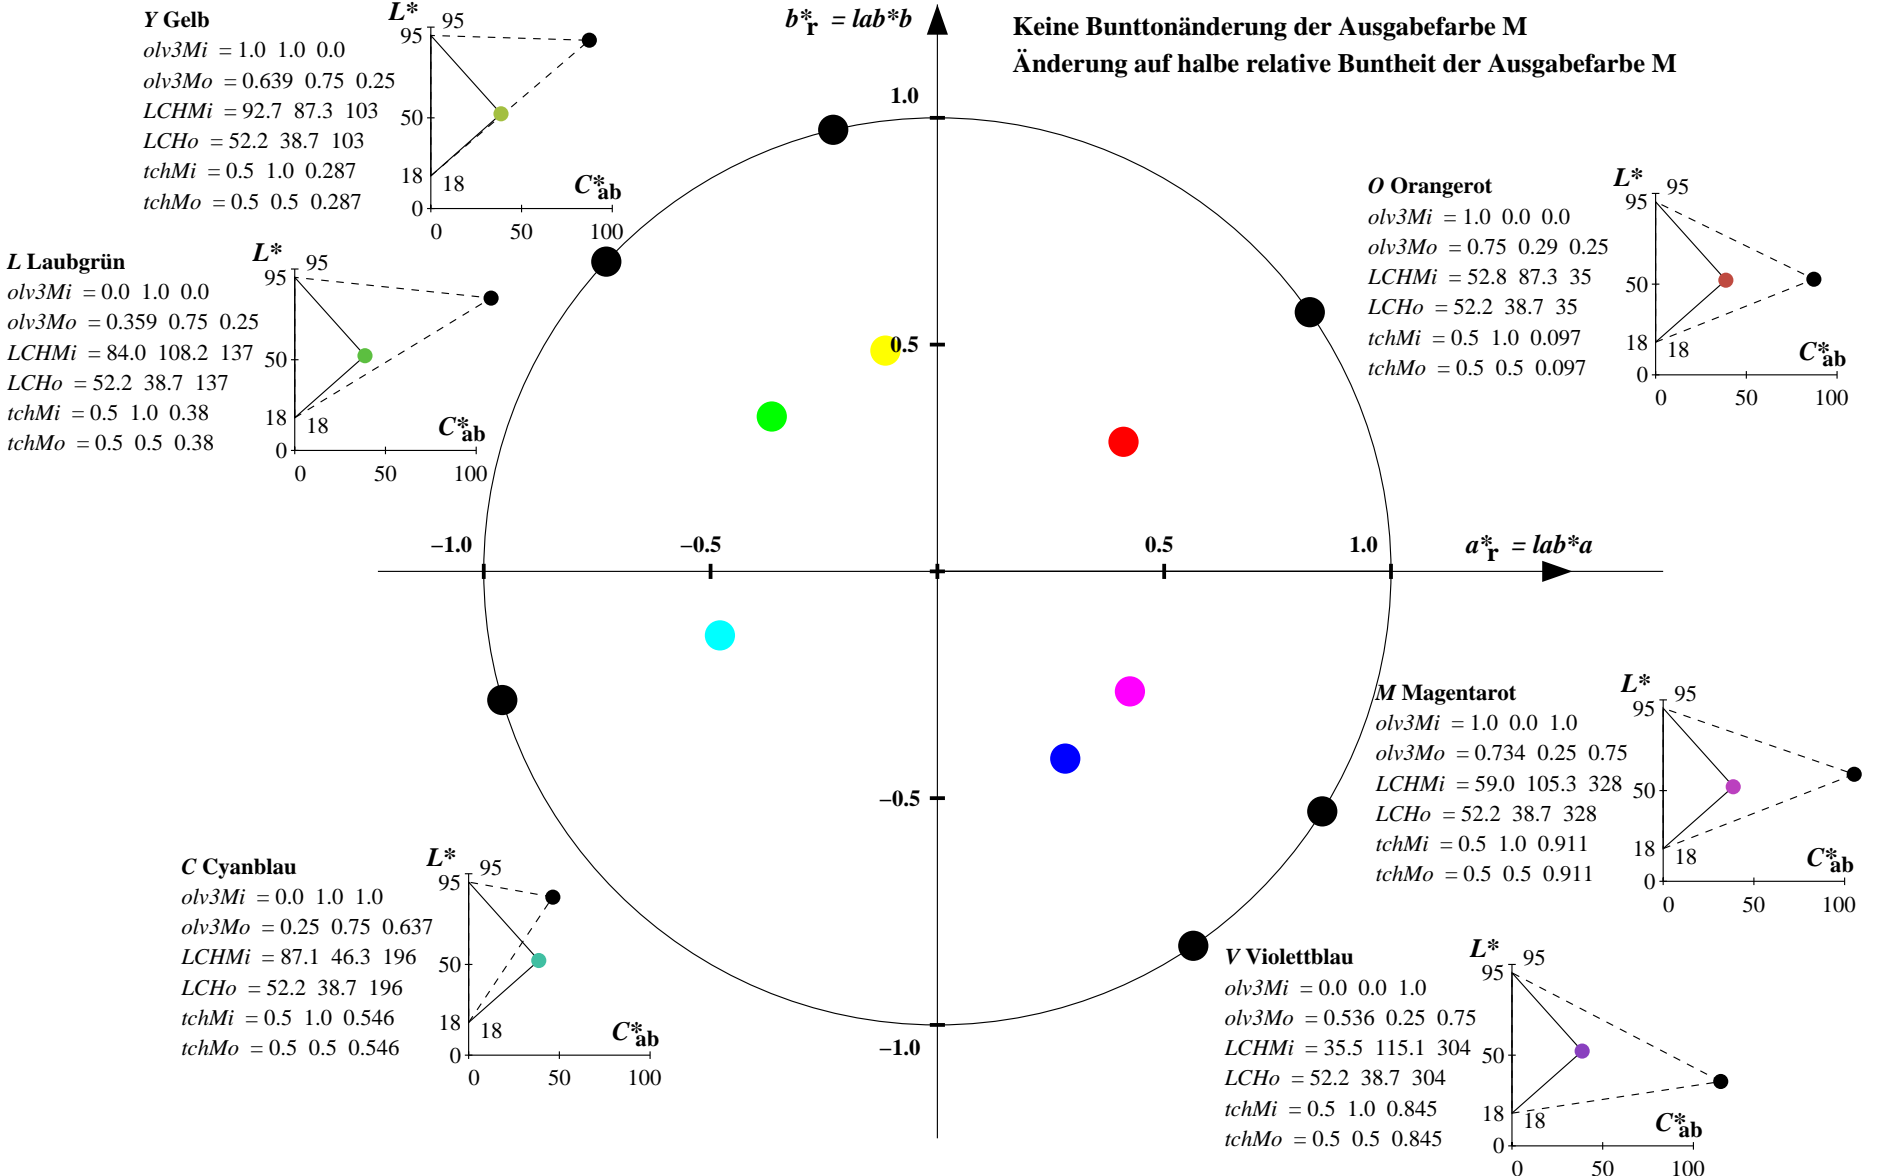 Keine Bunttonänderung der Ausgabefarbe M
Änderung auf halbe relative Buntheit der Ausgabefarbe M
b*r = lab*b
1.0
0.5
−1.0 −0.5 0.5 1.0
a*r = lab*a
−0.5
−1.0
Y Gelb
olv3Mi = 1.0 1.0 0.0
olv3Mo = 0.639 0.75 0.25
LCHMi = 92.7 87.3 103
LCHo = 52.2 38.7 103
tchMi = 0.5 1.0 0.287
tchMo = 0.5 0.5 0.287
L*
95 95
50
18 18
0
C*ab
0 50 100
L Laubgrün
olv3Mi = 0.0 1.0 0.0
olv3Mo = 0.359 0.75 0.25
LCHMi = 84.0 108.2 137
LCHo = 52.2 38.7 137
tchMi = 0.5 1.0 0.38
tchMo = 0.5 0.5 0.38
L*
95 95
50
18 18
0
C*ab
0 50 100
O Orangerot
olv3Mi = 1.0 0.0 0.0
olv3Mo = 0.75 0.29 0.25
LCHMi = 52.8 87.3 35
LCHo = 52.2 38.7 35
tchMi = 0.5 1.0 0.097
tchMo = 0.5 0.5 0.097
L*
95 95
50
18 18
0
C*ab
0 50 100
M Magentarot
olv3Mi = 1.0 0.0 1.0
olv3Mo = 0.734 0.25 0.75
LCHMi = 59.0 105.3 328
LCHo = 52.2 38.7 328
tchMi = 0.5 1.0 0.911
tchMo = 0.5 0.5 0.911
L*
95 95
50
18 18
0
C*ab
0 50 100
C Cyanblau
olv3Mi = 0.0 1.0 1.0
olv3Mo = 0.25 0.75 0.637
LCHMi = 87.1 46.3 196
LCHo = 52.2 38.7 196
tchMi = 0.5 1.0 0.546
tchMo = 0.5 0.5 0.546
L*
95 95
50
18 18
0
C*ab
0 50 100
V Violettblau
olv3Mi = 0.0 0.0 1.0
olv3Mo = 0.536 0.25 0.75
LCHMi = 35.5 115.1 304
LCHo = 52.2 38.7 304
tchMi = 0.5 1.0 0.845
tchMo = 0.5 0.5 0.845
L*
95 95
50
18 18
0
C*ab
0 50 100